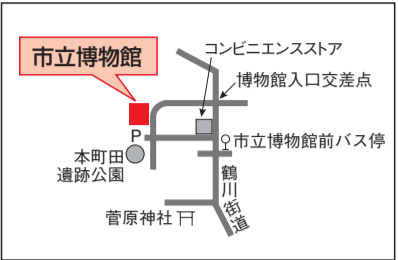 市立博物館
コンビニエンスストア
博物館入口交差点
P
市立博物館前バス停
本町田
遺跡公園
鶴川街道
菅原神社